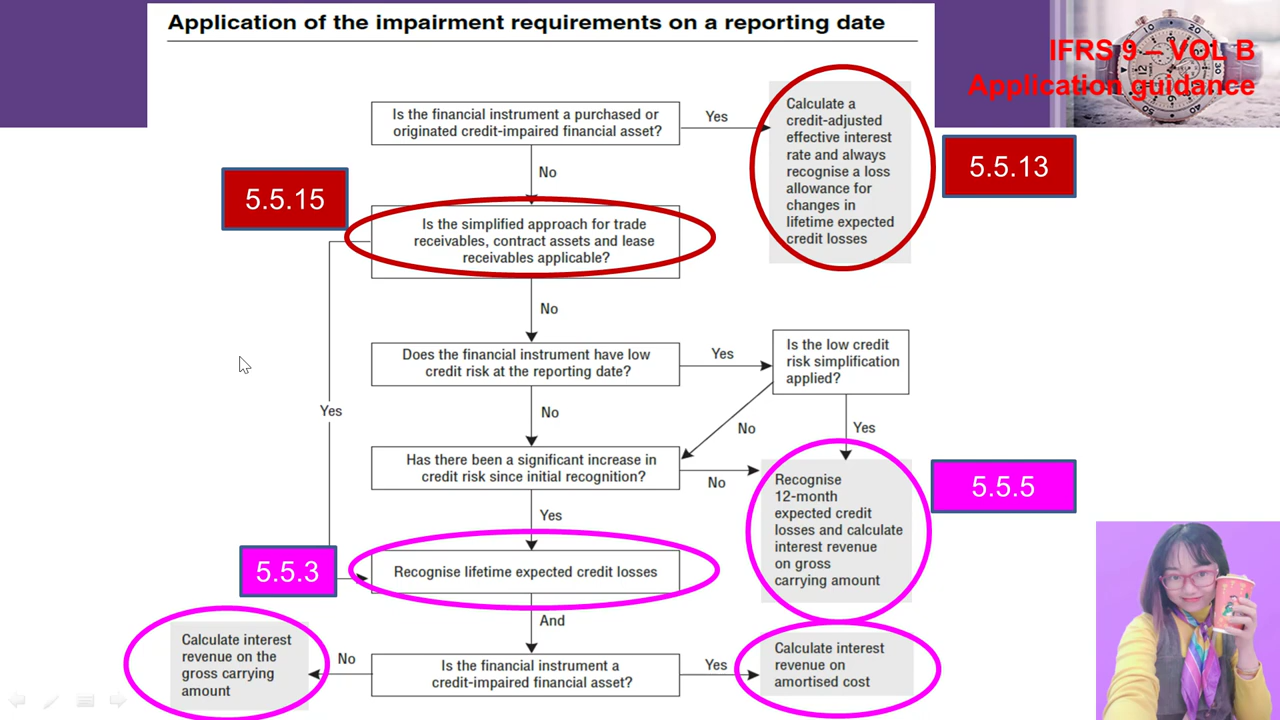 Application of the impairment requirements on a reporting date
IFRS 9 – VOL B
Application guidance
Is the financial instrument a purchased or
originated credit-impaired financial asset?
Yes
Calculate a
credit-adjusted
effective interest
rate and always
recognise a loss
allowance for
changes in
lifetime expected
credit losses
5.5.13
No
5.5.15
Is the simplified approach for trade
receivables, contract assets and lease
receivables applicable?
No
Does the financial instrument have low
credit risk at the reporting date?
Yes
Is the low credit
risk simplification
applied?
Yes
No
No
Yes
Has there been a significant increase in
credit risk since initial recognition?
No
Recognise
12-month
expected credit
losses and calculate
interest revenue
on gross
carrying amount
5.5.5
Yes
5.5.3
Recognise lifetime expected credit losses
And
Calculate interest
revenue on the
gross carrying
amount
No
Is the financial instrument a
credit-impaired financial asset?
Yes
Calculate interest
revenue on
amortised cost